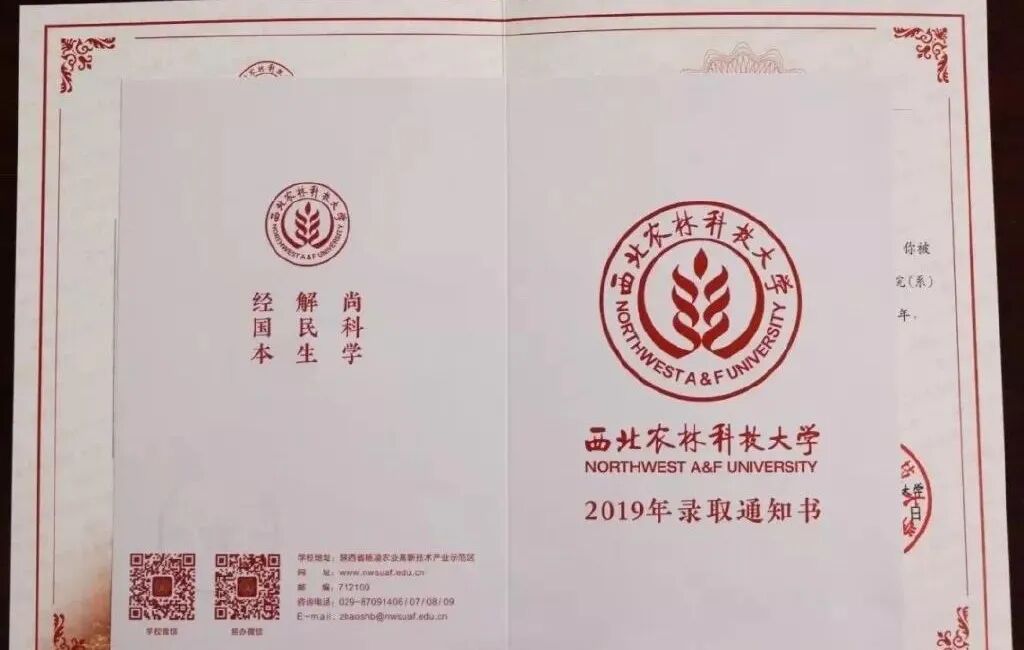 西北农林科技大学
NORTHWEST A&F UNIVERSITY
尚科学
解民生
经国本
学校地址：陕西省杨凌农业高新技术产业示范区
网　址：www.nwsuaf.edu.cn
邮　编：712100
咨询电话：029-87091406/07/08/09
E-mail：zhaoshb@nwsuaf.edu.cn
学校微信
招办微信
西北农林科技大学
NORTHWEST A&F UNIVERSITY
西北农林科技大学
NORTHWEST A&F UNIVERSITY
2019年录取通知书
你被
院(系)
年。
大学
日